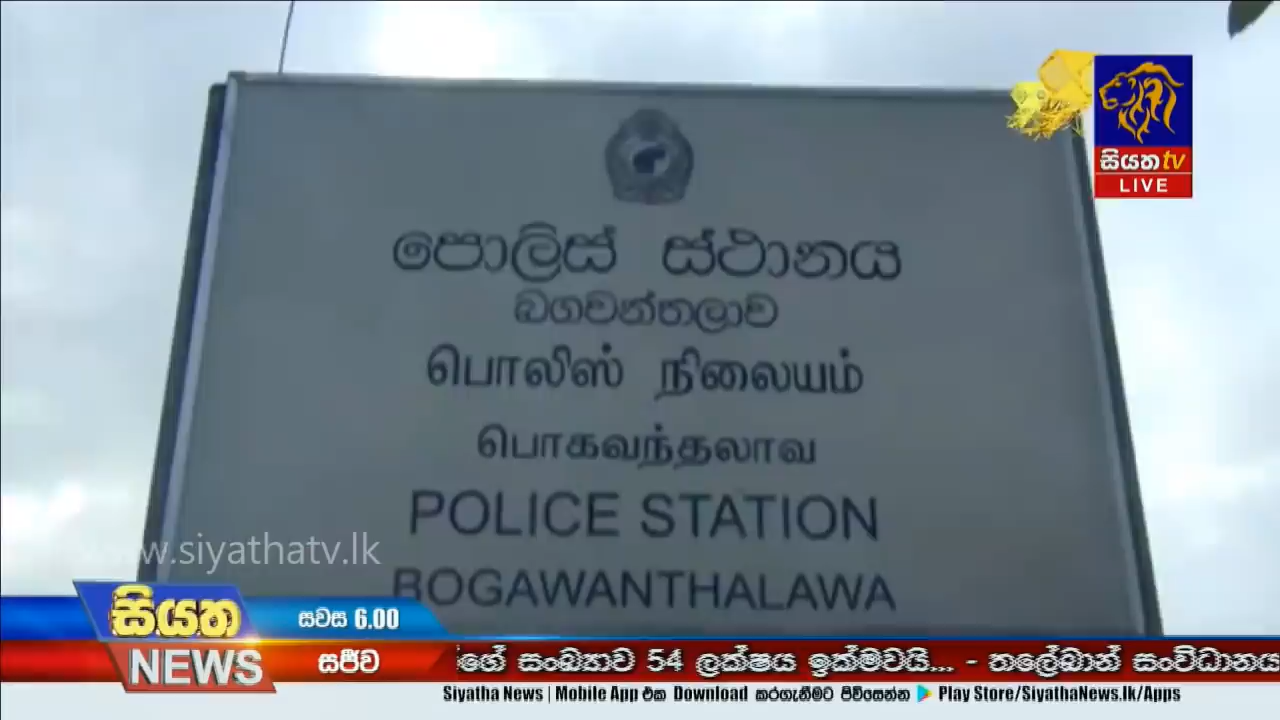 සියත tv
LIVE
පොලිස් ස්ථානය
බගවන්තලාව
பொலிஸ் நிலையம்
பொகவந்தலாவ
POLICE STATION
BOGAWANTHALAWA
www.siyathatv.lk
සියත
NEWS
සවස 6.00
සජීව
'ගේ සංඛ්‍යාව 54 ලක්ෂය ඉක්මවයි... - තලේබාන් සංවිධානය
Siyatha News | Mobile App එක Download කරගැනීමට පිවිසෙන්න Play Store/SiyathaNews.lk/Apps